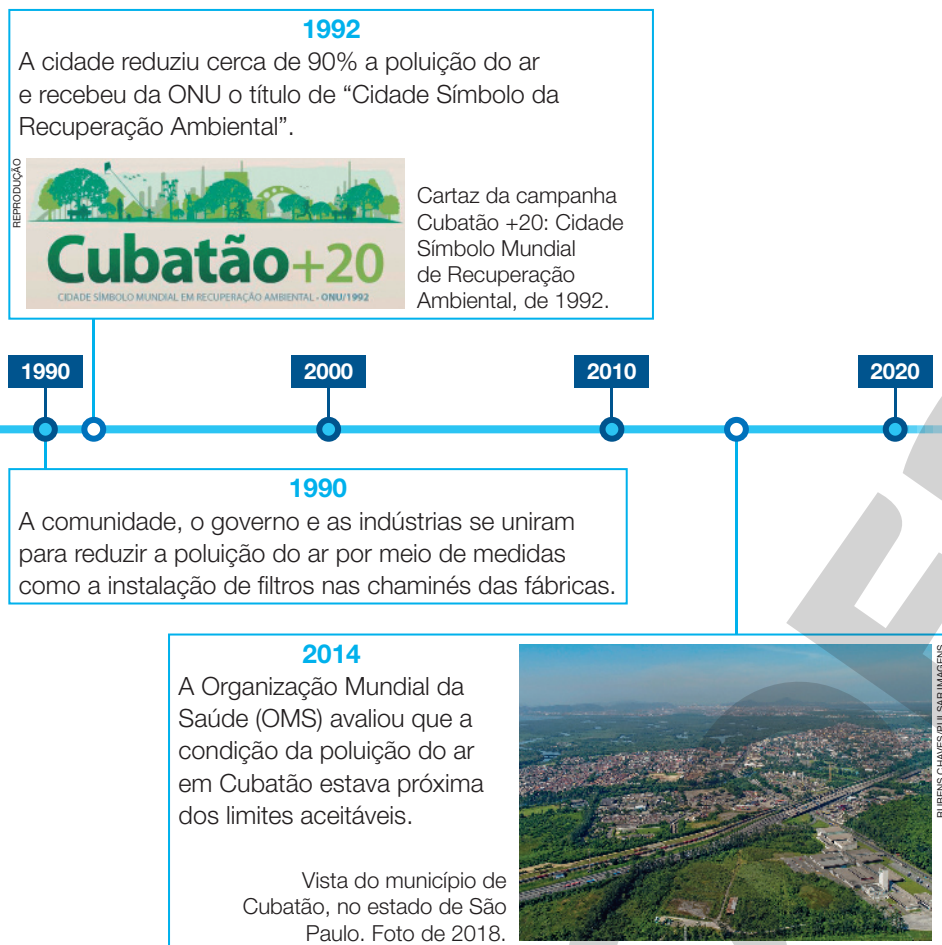 1992
A cidade reduziu cerca de 90% a poluição do ar
e recebeu da ONU o título de “Cidade Símbolo da
Recuperação Ambiental”.
REPRODUÇÃO
Cubatão+20
CIDADE SÍMBOLO MUNDIAL EM RECUPERAÇÃO AMBIENTAL - ONU/1992
Cartaz da campanha
Cubatão +20: Cidade
Símbolo Mundial
de Recuperação
Ambiental, de 1992.
1990
2000
2010
2020
1990
A comunidade, o governo e as indústrias se uniram
para reduzir a poluição do ar por meio de medidas
como a instalação de filtros nas chaminés das fábricas.
2014
A Organização Mundial da
Saúde (OMS) avaliou que a
condição da poluição do ar
em Cubatão estava próxima
dos limites aceitáveis.
Vista do município de
Cubatão, no estado de São
Paulo. Foto de 2018.
RUBENS CHAVES/PULSAR IMAGENS